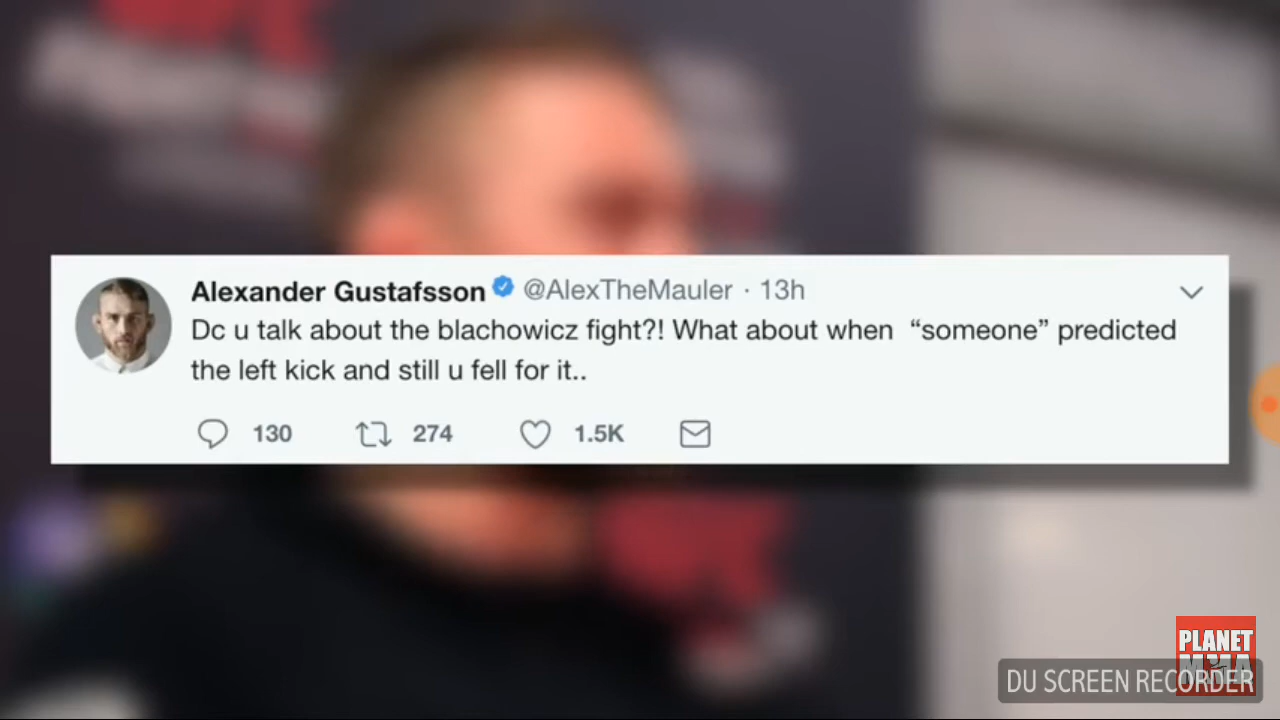 Alexander Gustafsson @AlexTheMauler · 13h
Dc u talk about the blachowicz fight?! What about when “someone” predicted
the left kick and still u fell for it..
130 274 1.5K
PLANET
MMA
DU SCREEN RECORDER